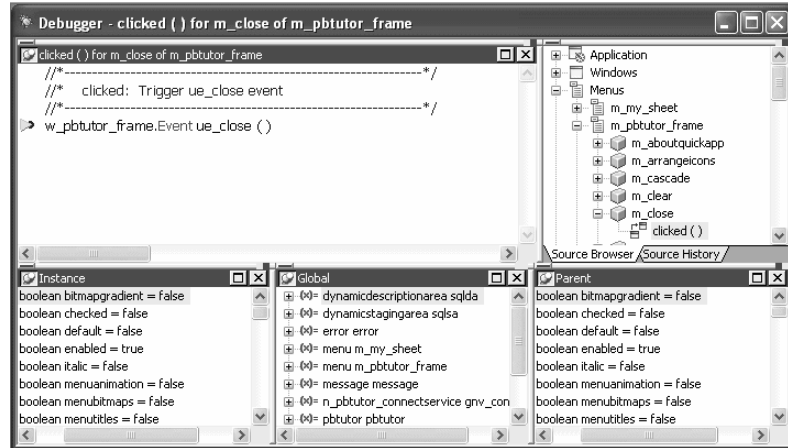 Debugger - clicked ( ) for m_close of m_pbtutor_frame
clicked ( ) for m_close of m_pbtutor_frame
//*------------------------------------------------------------------*/
//* clicked: Trigger ue_close event
//*------------------------------------------------------------------*/
w_pbtutor_frame.Event ue_close ( )
Application
Windows
Menus
m_my_sheet
m_pbtutor_frame
m_aboutquickapp
m_arrangeicons
m_cascade
m_clear
m_close
clicked ( )
Source Browser Source History
Instance
boolean bitmapgradient = false
boolean checked = false
boolean default = false
boolean enabled = true
boolean italic = false
boolean menuanimation = false
boolean menubitmaps = false
boolean menutitles = false
Global
(x)= dynamicdescriptionarea sqlda
(x)= dynamicstagingarea sqlsa
(x)= error error
(x)= menu m_my_sheet
(x)= menu m_pbtutor_frame
(x)= message message
(x)= n_pbtutor_connectservice gnv_con
(x)= pbtutor pbtutor
Parent
boolean bitmapgradient = false
boolean checked = false
boolean default = false
boolean enabled = true
boolean italic = false
boolean menuanimation = false
boolean menubitmaps = false
boolean menutitles = false